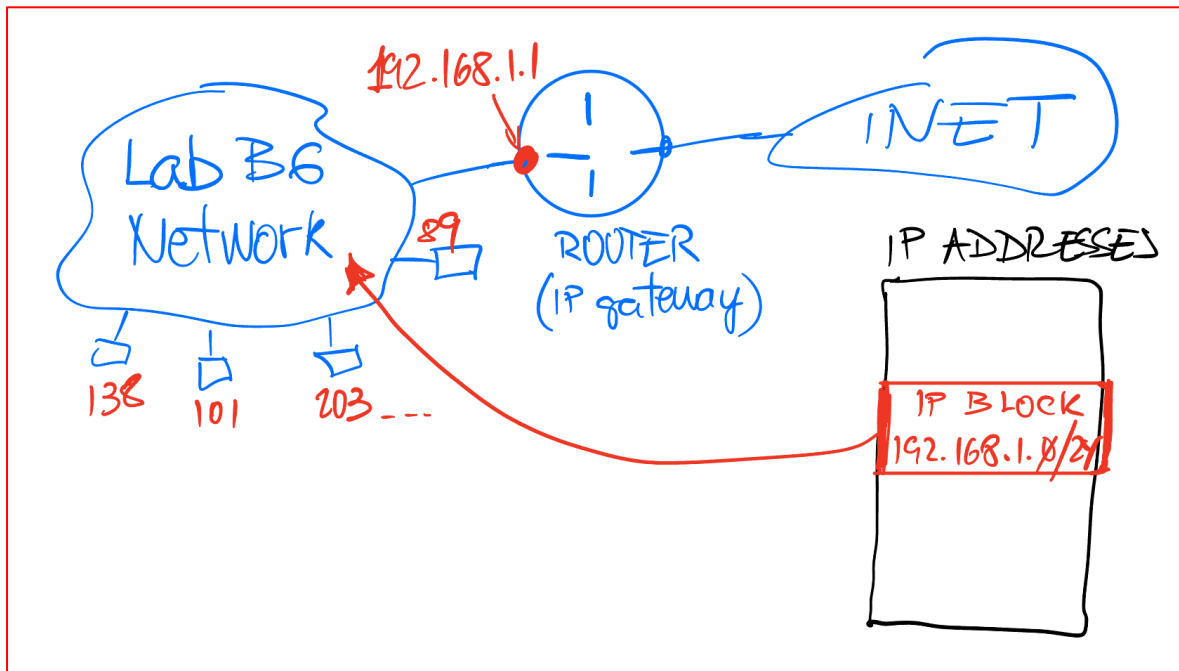 192.168.1.1
Lab B6
Network
89
138
101
203 ---.
ROUTER
(IP gateway)
INET
IP ADDRESSES
IP BLOCK
192.168.1.0/24